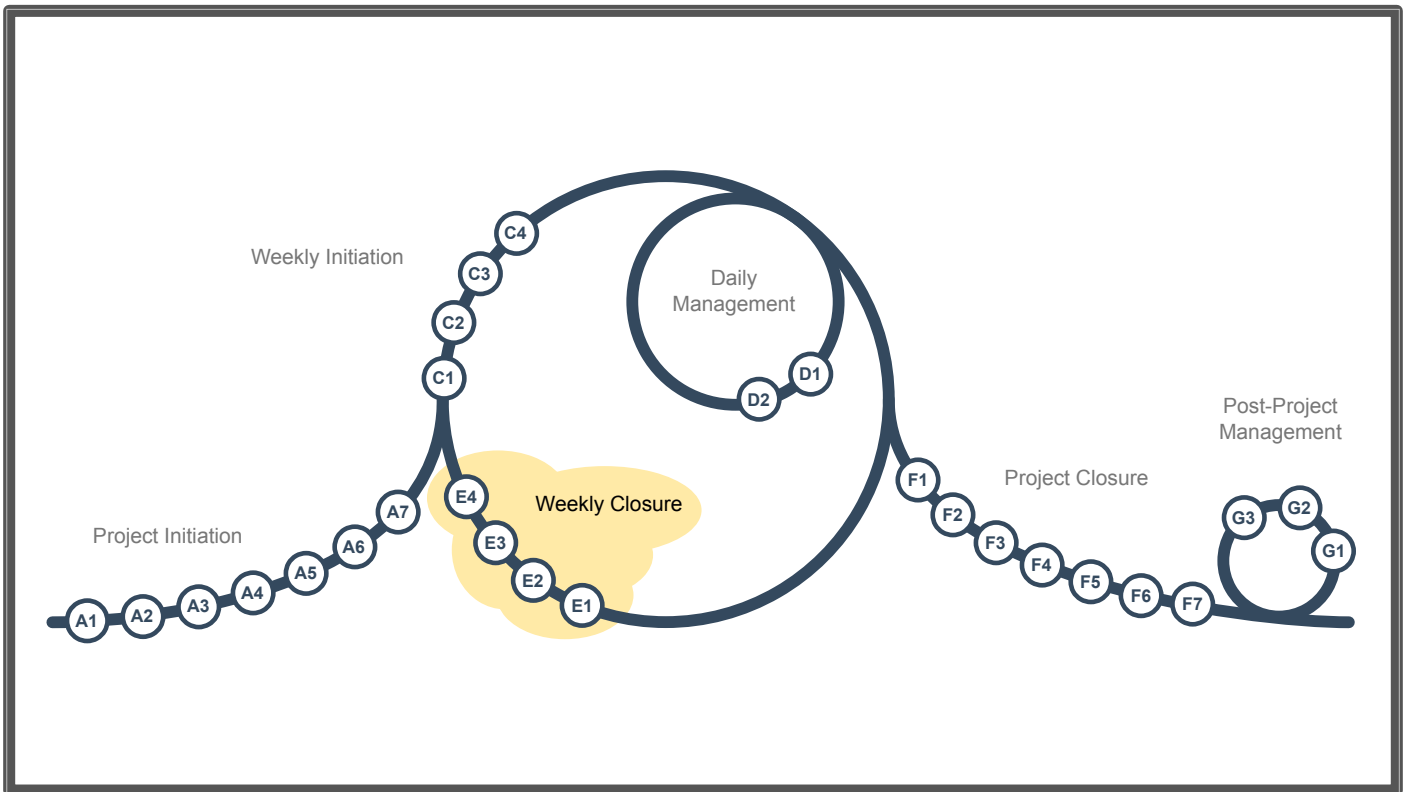 Project Initiation
A1
A2
A3
A4
A5
A6
A7
Weekly Initiation
C1
C2
C3
C4
Daily
Management
D1
D2
Weekly Closure
E1
E2
E3
E4
Project Closure
F1
F2
F3
F4
F5
F6
F7
Post-Project
Management
G1
G2
G3